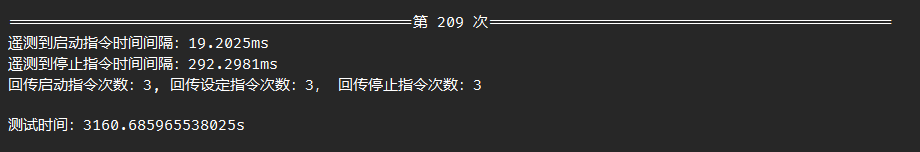 ==================================================第 209 次==================================================
遥测到启动指令时间间隔: 19.2025ms
遥测到停止指令时间间隔: 292.2981ms
回传启动指令次数: 3, 回传设定指令次数: 3, 回传停止指令次数: 3
测试时间: 3160.685965538025s